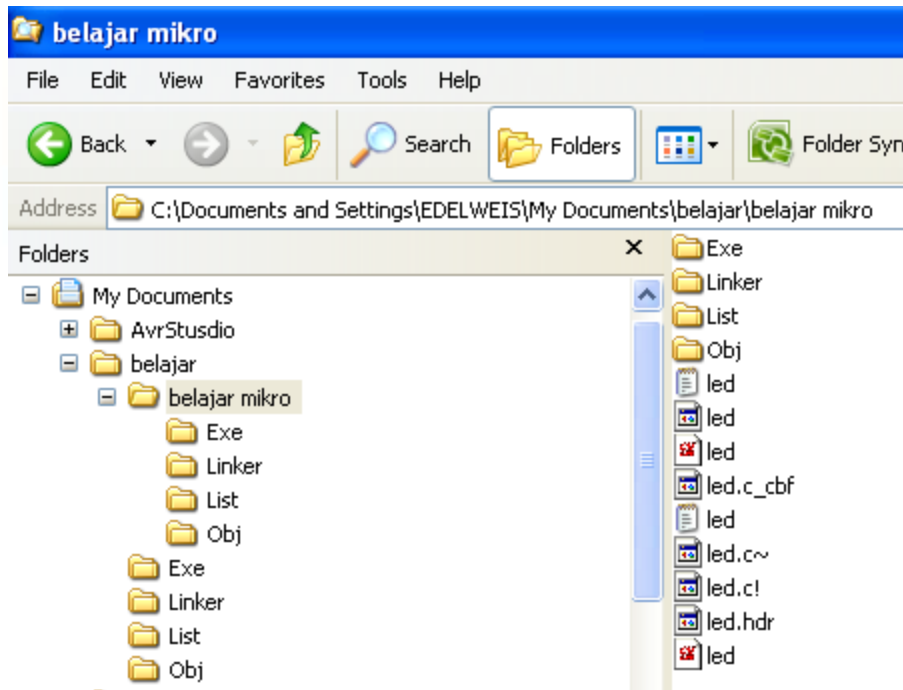 belajar mikro
File Edit View Favorites Tools Help
Back Search Folders Folder Syn
Address C:\Documents and Settings\EDELWEIS\My Documents\belajar\belajar mikro
Folders
My Documents
AvrStusdio
belajar
belajar mikro
Exe
Linker
List
Obj
Exe
Linker
List
Obj
Exe
Linker
List
Obj
led
led
led
led.c_cbf
led
led.c~
led.c!
led.hdr
led